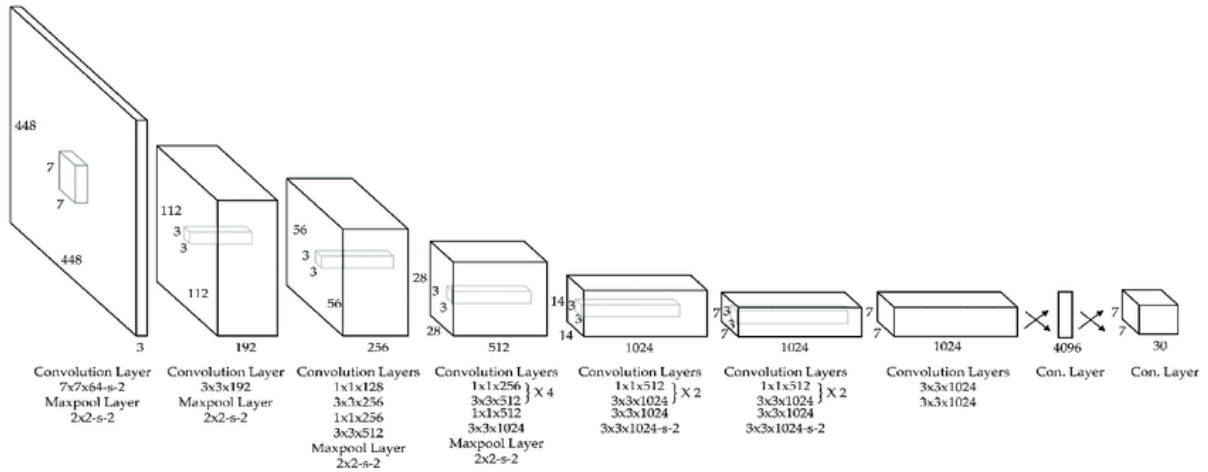 448
7
7
448
3
112
3
3
112
192
56
3
3
56
256
28
3
3
28
512
14
3
3
14
1024
7
3
3
7
1024
7
7
1024
4096
7
7
30
Convolution Layer
7x7x64-s-2
Maxpool Layer
2x2-s-2
Convolution Layer
3x3x192
Maxpool Layer
2x2-s-2
Convolution Layers
1x1x128
3x3x256
1x1x256
3x3x512
Maxpool Layer
2x2-s-2
Convolution Layers
1x1x256
3x3x512 } X 4
1x1x512
3x3x1024
Maxpool Layer
2x2-s-2
Convolution Layers
1x1x512
3x3x1024 } X 2
3x3x1024
3x3x1024-s-2
Convolution Layers
1x1x512
3x3x1024 } X 2
3x3x1024
3x3x1024-s-2
Convolution Layers
3x3x1024
3x3x1024
Con. Layer
Con. Layer